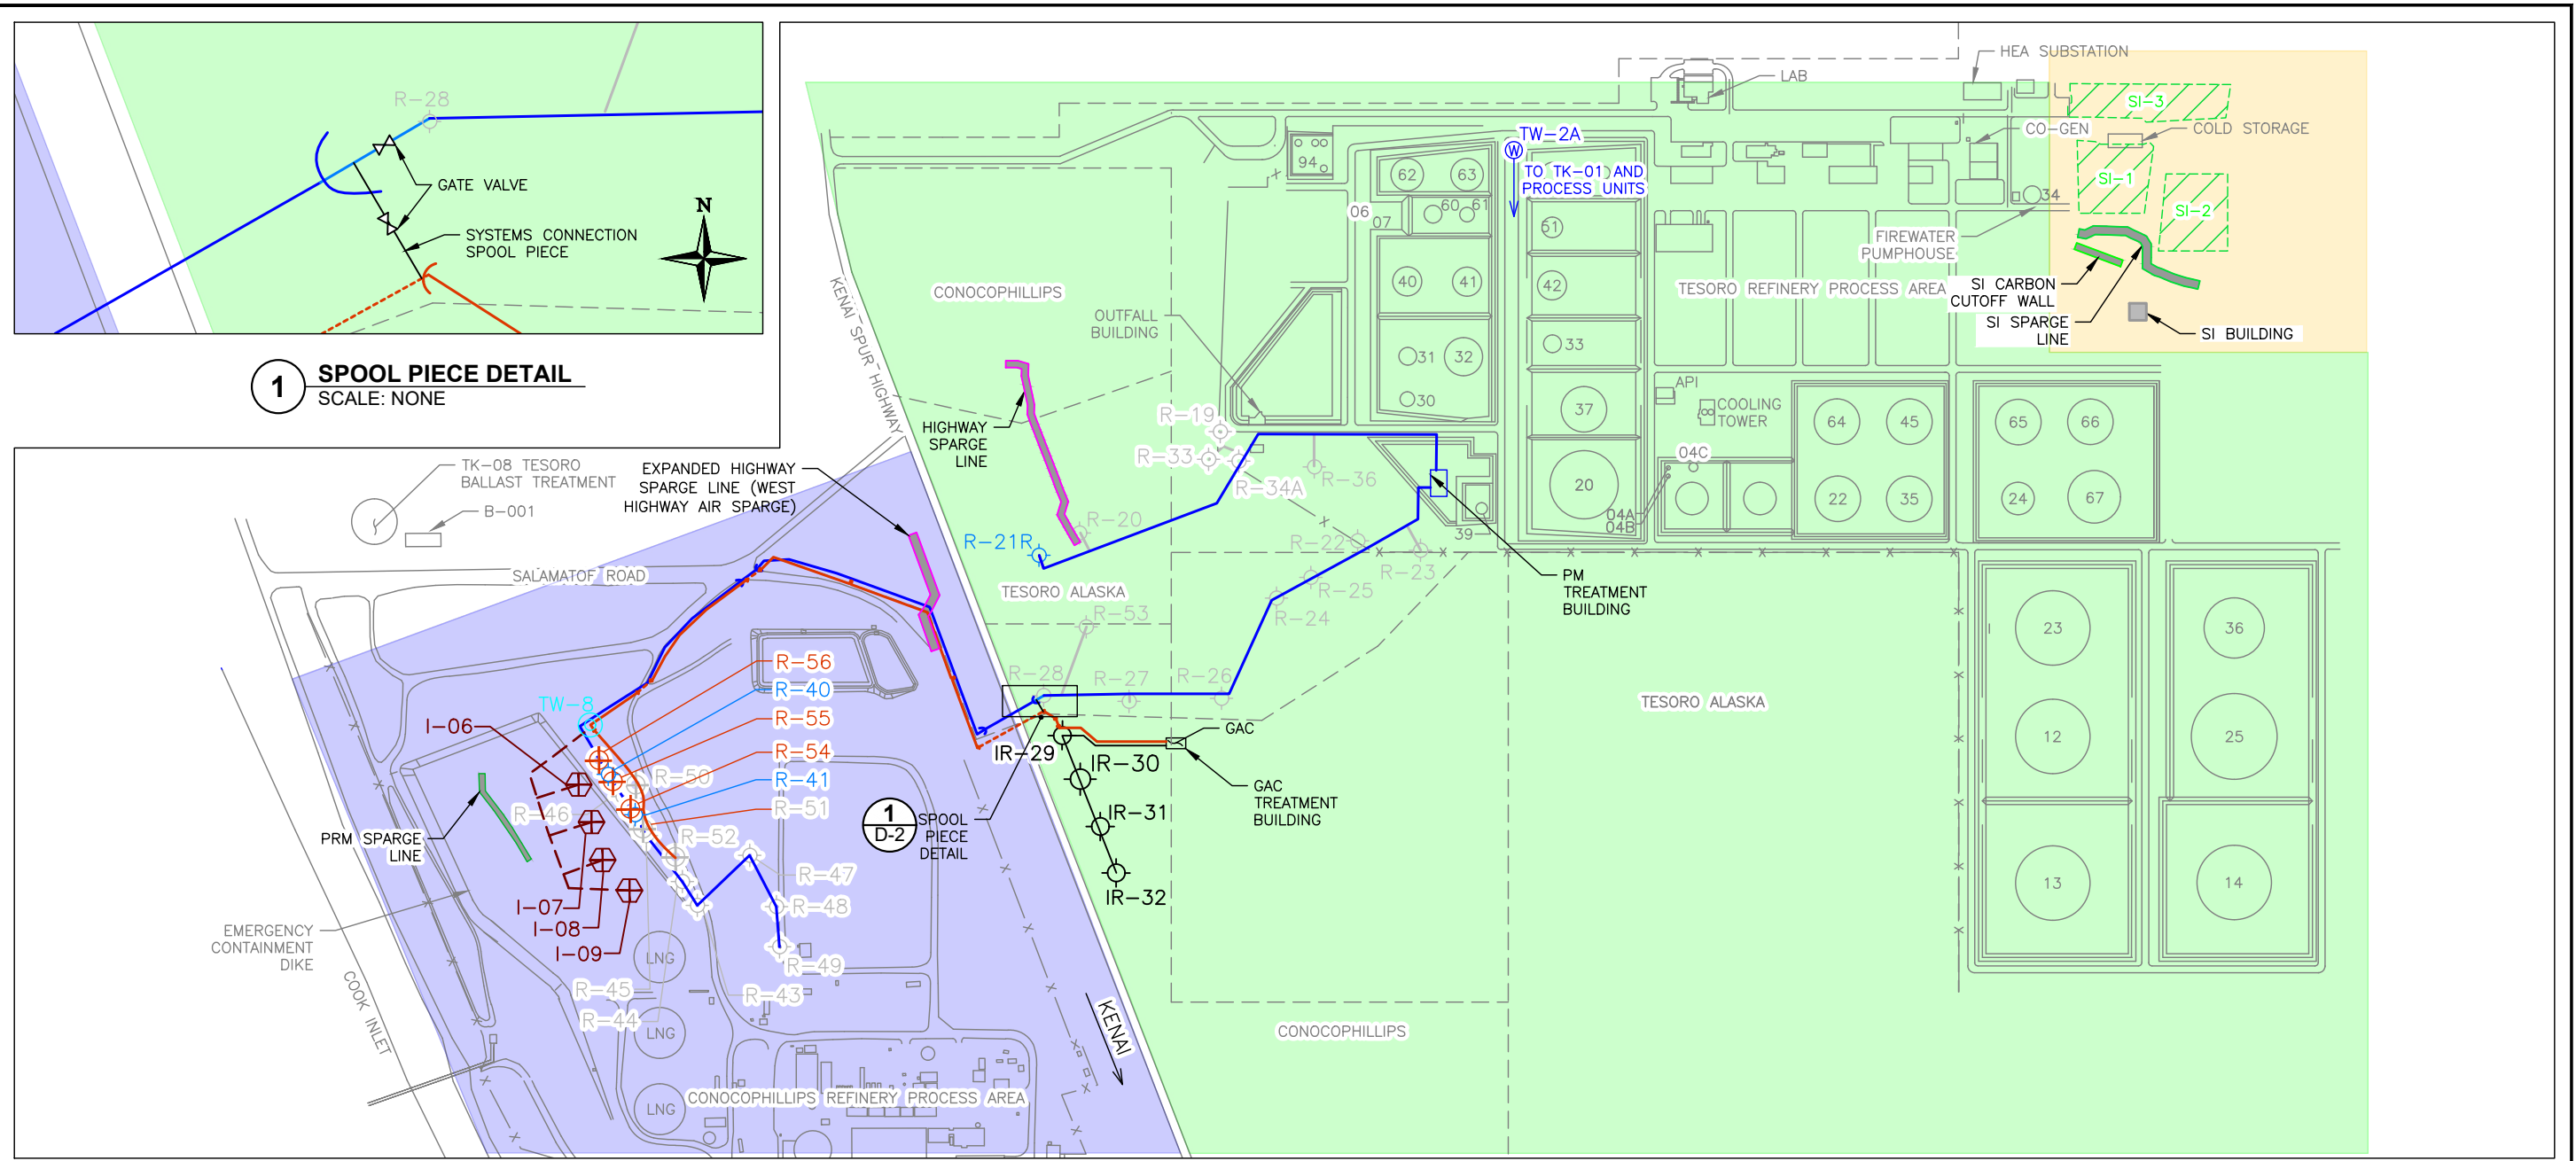 R-28
GATE VALVE
SYSTEMS CONNECTION
SPOOL PIECE
N
1
SPOOL PIECE DETAIL
SCALE: NONE
HEA SUBSTATION
LAB
SI-3
CO-GEN
COLD STORAGE
SI-1
SI-2
34
FIREWATER
PUMPHOUSE
SI CARBON
CUTOFF WALL
SI SPARGE
LINE
SI BUILDING
TESORO REFINERY PROCESS AREA
TW-2A
W
TO TK-01 AND
PROCESS UNITS
94
62
63
06
07
60
61
51
40
41
42
31
32
33
30
37
20
KENAI SPUR HIGHWAY
CONOCOPHILLIPS
OUTFALL
BUILDING
HIGHWAY
SPARGE
LINE
R-19
R-33
R-34A
R-36
API
COOLING
TOWER
04C
04A
04B
64
45
22
35
65
66
24
67
39
TK-08 TESORO
BALLAST TREATMENT
B-001
EXPANDED HIGHWAY
SPARGE LINE (WEST
HIGHWAY AIR SPARGE)
R-20
R-21R
R-22
R-23
R-25
R-24
PM
TREATMENT
BUILDING
SALAMATOF ROAD
TESORO ALASKA
R-53
R-28
R-27
R-26
TESORO ALASKA
23
36
12
25
13
14
R-56
R-40
R-55
R-54
R-41
R-51
TW-8
I-06
R-50
R-46
R-52
PRM SPARGE
LINE
I-07
I-08
I-09
R-47
R-48
R-49
R-45
R-44
R-43
EMERGENCY
CONTAINMENT
DIKE
COOK INLET
LNG
LNG
LNG
1
D-2
SPOOL
PIECE
DETAIL
IR-29
IR-30
IR-31
IR-32
GAC
GAC
TREATMENT
BUILDING
KENAI
CONOCOPHILLIPS
CONOCOPHILLIPS REFINERY PROCESS AREA